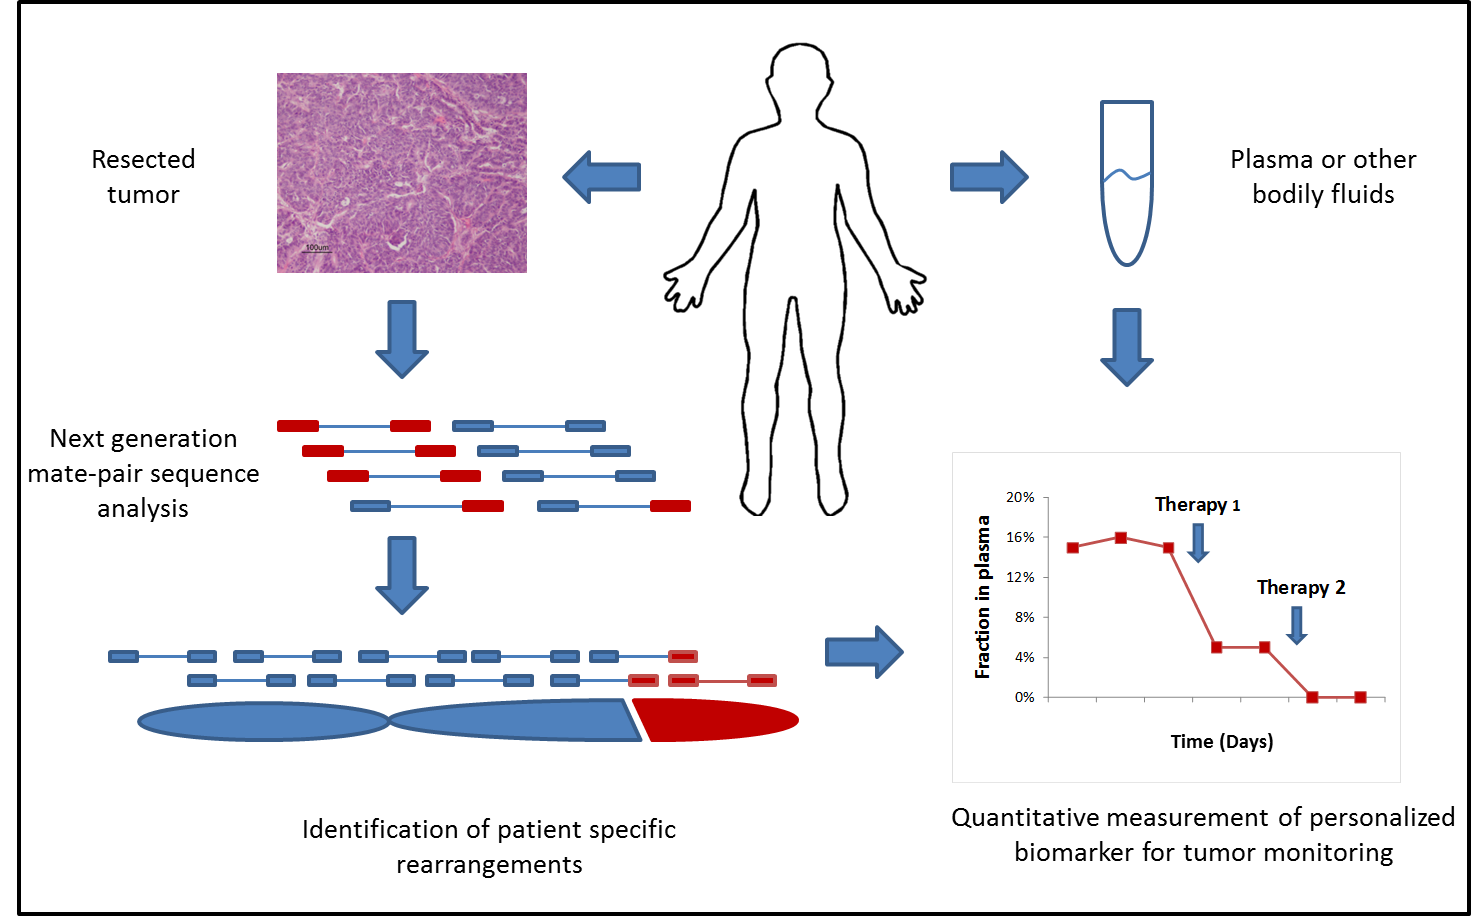 Resected
tumor
100um
Plasma or other
bodily fluids
Next generation
mate-pair sequence
analysis
20%
16%
12%
8%
4%
0%
Fraction in plasma
Therapy 1
Therapy 2
Time (Days)
Identification of patient specific
rearrangements
Quantitative measurement of personalized
biomarker for tumor monitoring